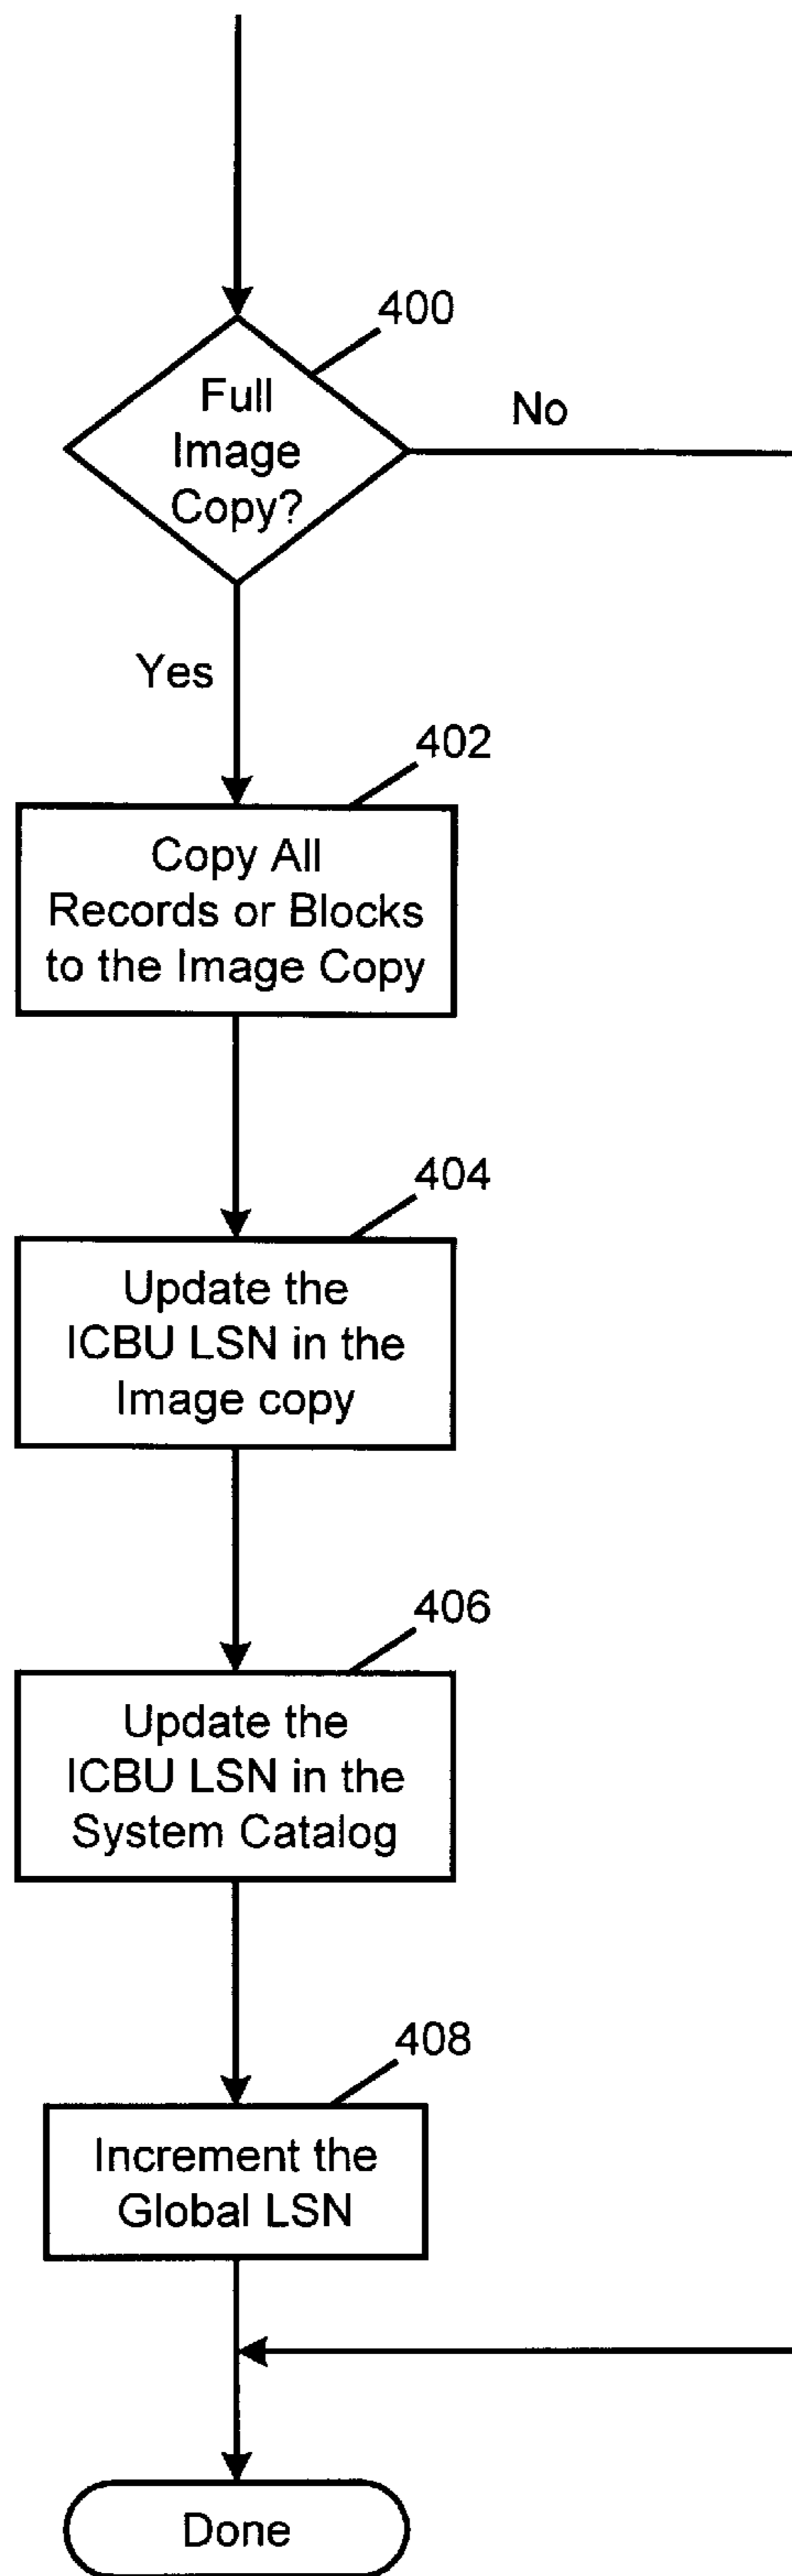 400
Full
Image
Copy?
No
Yes
402
Copy All
Records or Blocks
to the Image Copy
404
Update the
ICBU LSN in the
Image copy
406
Update the
ICBU LSN in the
System Catalog
408
Increment the
Global LSN
Done